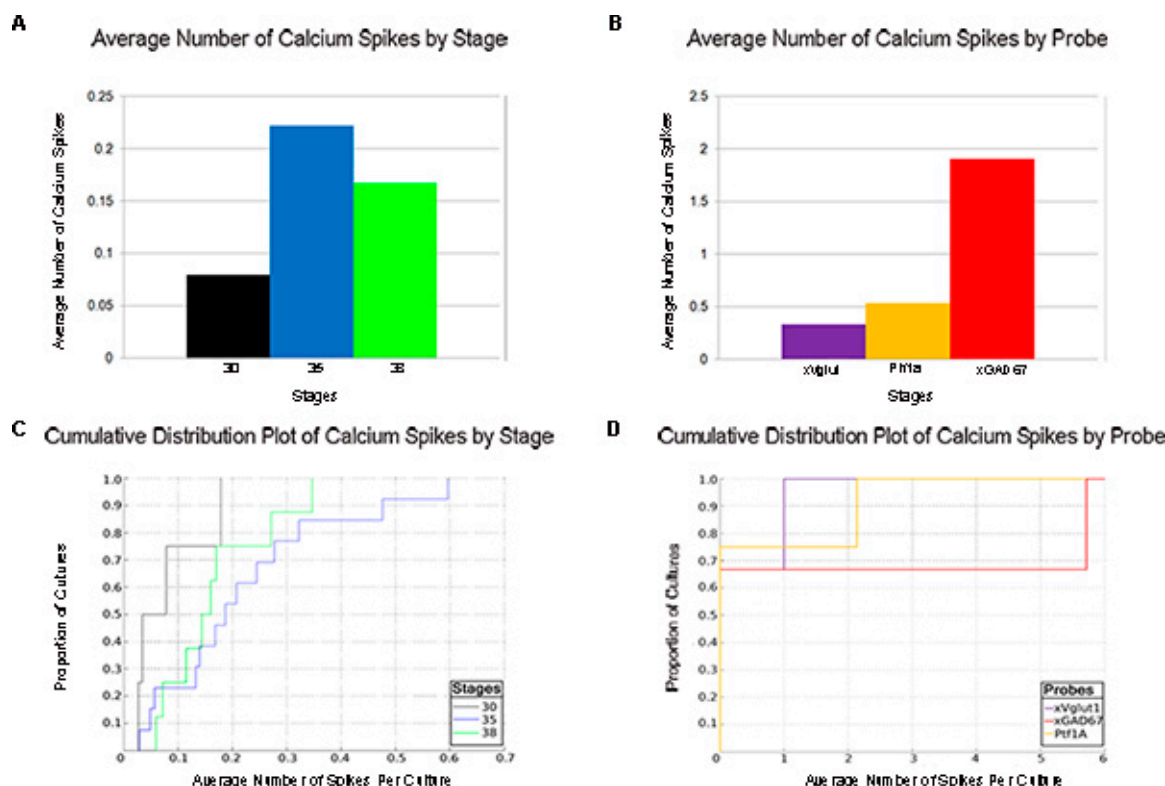 A
Average Number of Calcium Spikes by Stage
Average Number of Calcium Spikes
0.25
0.2
0.15
0.1
0.05
0
30
35
38
Stages
B
Average Number of Calcium Spikes by Probe
Average Number of Calcium Spikes
2.5
2
1.5
1
0.5
0
xVglut
Ptf1a
xGAD67
Stages
C
Cumulative Distribution Plot of Calcium Spikes by Stage
Proportion of Cutures
1.0
0.9
0.8
0.7
0.6
0.5
0.4
0.3
0.2
0.1
0
0.1
0.2
0.3
0.4
0.5
0.6
0.7
Stages
30
35
38
Average Number of Spikes Per Culture
D
Cumulative Distribution Plot of Calcium Spikes by Probe
Proportion of Cultures
1.0
0.9
0.8
0.7
0.6
0.5
0.4
0.3
0.2
0.1
0
1
2
3
4
5
6
Probes
xVglut1
xGAD67
Ptf1A
Average Number of Spikes Per Culture